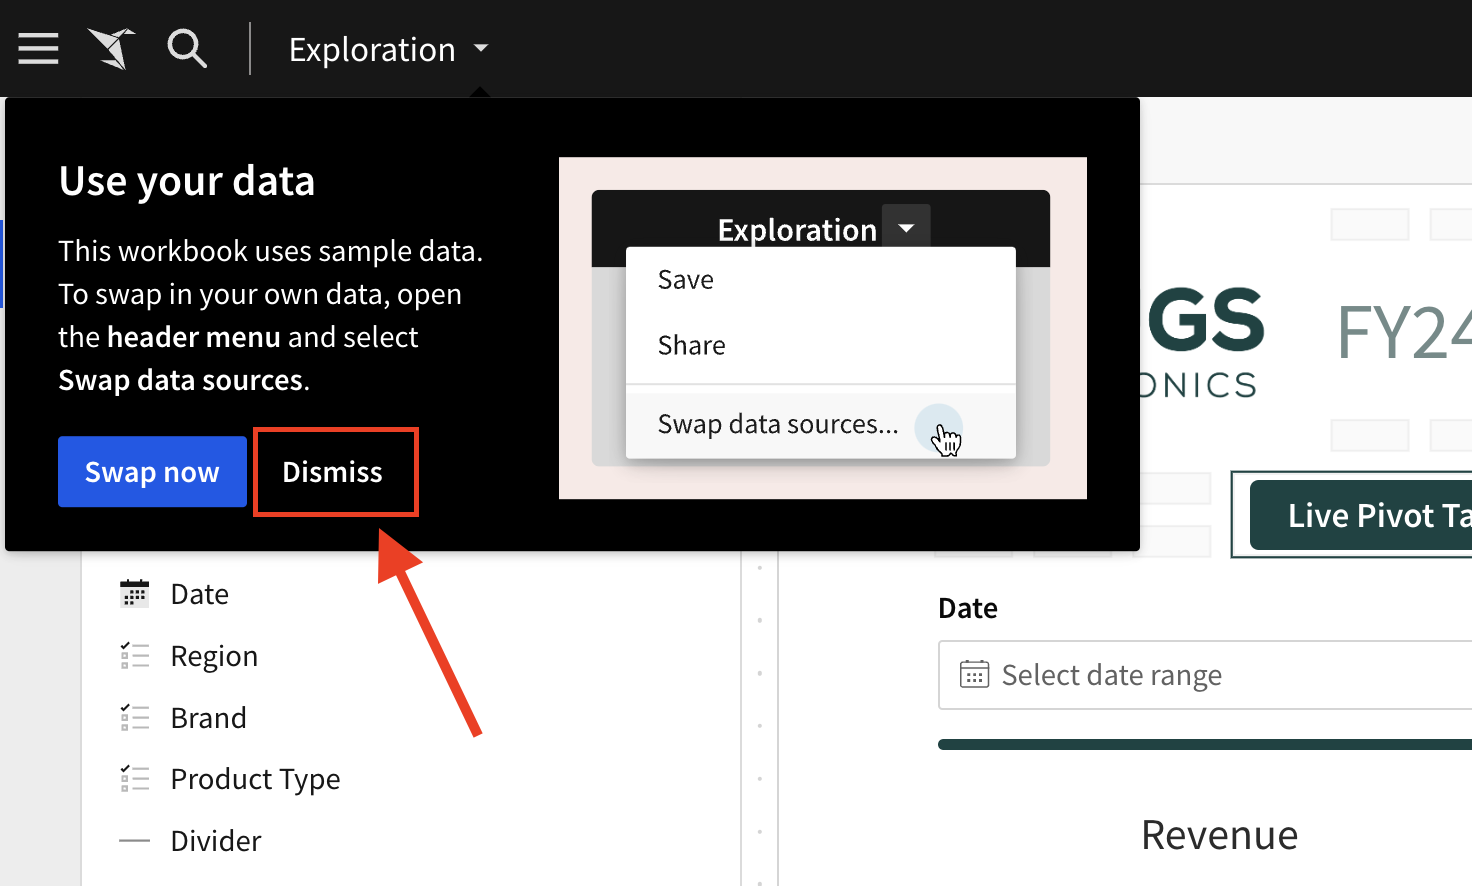 Exploration
Use your data
This workbook uses sample data.
To swap in your own data, open
the header menu and select
Swap data sources.
Swap now
Dismiss
Exploration
Save
Share
Swap data sources...
GS
ONICS
FY24
Live Pivot Ta
Date
Region
Brand
Product Type
Divider
Date
Select date range
Revenue